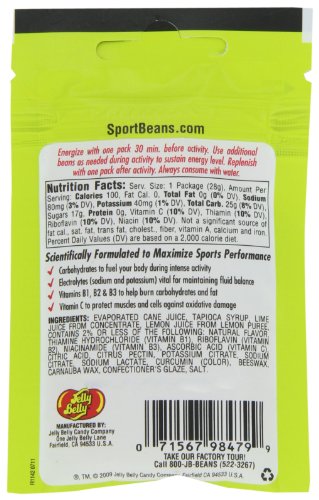 SportBeans.com
Energize with one pack 30 min. before activity. Use additional
beans as needed during activity to sustain energy level. Replenish
with one pack after activity. Always consume with water.
Nutrition Facts: Serv. Size: 1 Package (28g), Amount Per
Serving: Calories 100, Fat Cal. 0, Total Fat 0g (0% DV), Sodium
80mg (3% DV), Potassium 40mg (1% DV), Total Carb. 25g (8% DV),
Sugars 17g, Protein 0g, Vitamin C (10% DV), Thiamin (10% DV),
Riboflavin (10% DV), Niacin (10% DV). Not a significant source of
fat cal., sat. fat, trans fat, cholest., fiber, vitamin A, calcium and iron.
Percent Daily Values (DV) are based on a 2,000 calorie diet.
Scientifically Formulated to Maximize Sports Performance
✓ Carbohydrates to fuel your body during intense activity
✓ Electrolytes (sodium and potassium) vital for maintaining fluid balance
✓ Vitamins B1, B2 & B3 to help burn carbohydrates and fat
✓ Vitamin C to protect muscles and cells against oxidative damage
INGREDIENTS: EVAPORATED CANE JUICE, TAPIOCA SYRUP, LIME
JUICE FROM CONCENTRATE, LEMON JUICE FROM LEMON PUREE,
CONTAINS 2% OR LESS OF THE FOLLOWING: NATURAL FLAVOR,
THIAMINE HYDROCHLORIDE (VITAMIN B1), RIBOFLAVIN (VITAMIN
B2), NIACINAMIDE (VITAMIN B3), ASCORBIC ACID (VITAMIN C),
CITRIC ACID, CITRUS PECTIN, POTASSIUM CITRATE, SODIUM
CITRATE, SODIUM LACTATE, CURCUMIN (COLOR), BEESWAX,
CARNAUBA WAX, CONFECTIONER'S GLAZE, SALT.
Jelly
Belly
MANUFACTURED BY:
Jelly Belly Candy Company
One Jelly Belly Lane
Fairfield, CA 94533 U.S.A.
0 71567 98479 9
TAKE OUR FACTORY TOUR!
Call 800-JB-BEANS (522-3267)
®, ™, © 2009 Jelly Belly Candy Company, Fairfield, CA 94533 U.S.A.